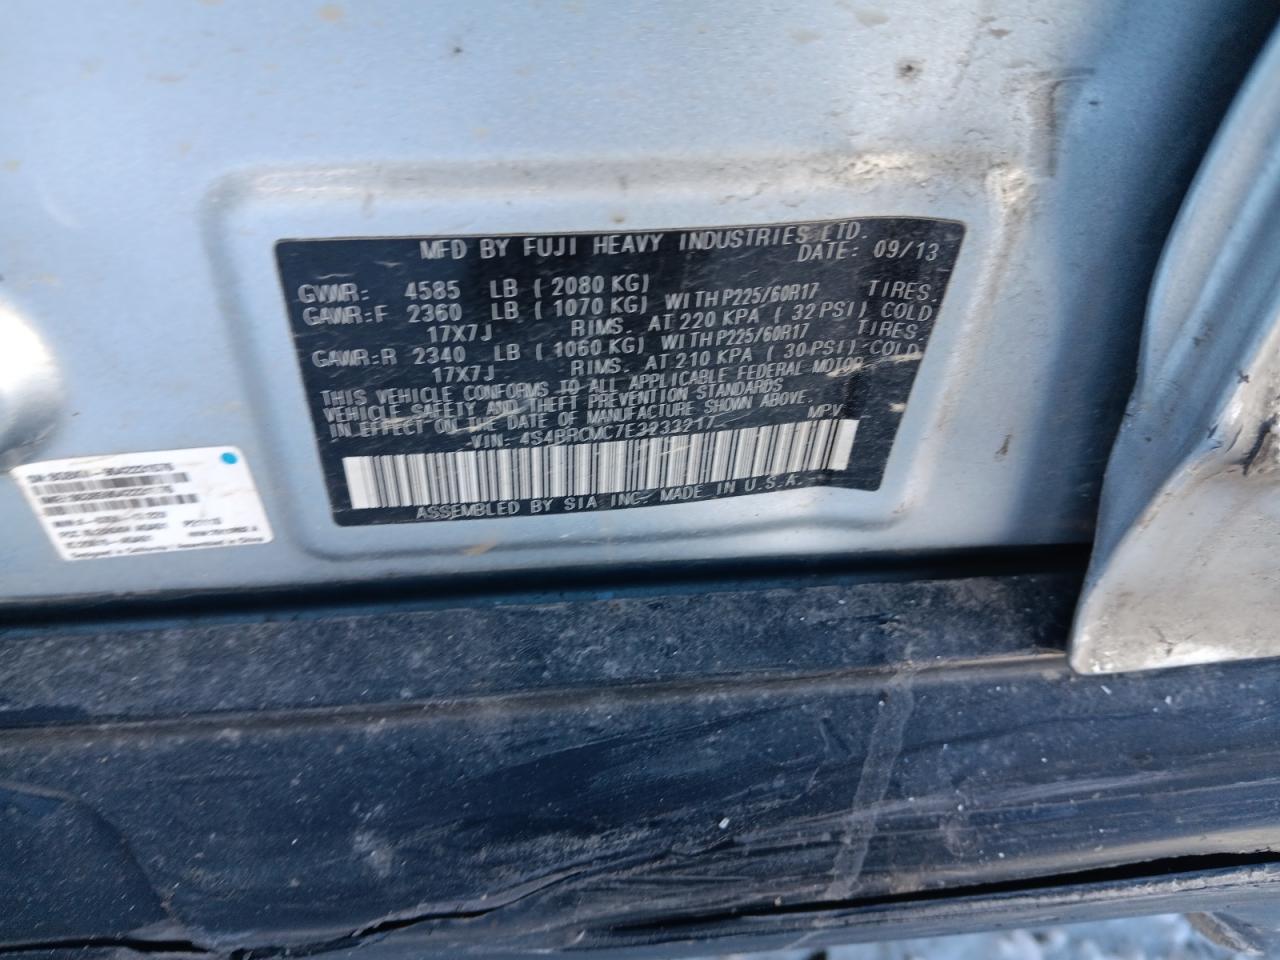 MFD BY FUJI HEAVY INDUSTRIES LTD.
DATE: 09/13
GVWR: 4585 LB ( 2080 KG)
GAWR:F 2360 LB ( 1070 KG) WITH P225/60R17 TIRES.
17X7J RIMS. AT 220 KPA ( 32 PSI) COLD
GAWR:R 2340 LB ( 1060 KG) WITH P225/60R17 TIRES.
17X7J RIMS. AT 210 KPA ( 30 PSI) COLD
THIS VEHICLE CONFORMS TO ALL APPLICABLE FEDERAL MOTOR
VEHICLE SAFETY AND THEFT PREVENTION STANDARDS
IN EFFECT ON THE DATE OF MANUFACTURE SHOWN ABOVE.
VIN: 4S4BRCMC7E3233217 MPV
ASSEMBLED BY SIA INC. MADE IN U.S.A.